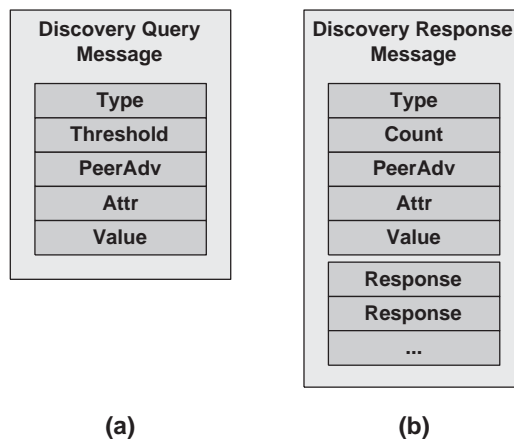 Discovery Query
Message
Type
Threshold
PeerAdv
Attr
Value
(a)
Discovery Response
Message
Type
Count
PeerAdv
Attr
Value
Response
Response
...
(b)